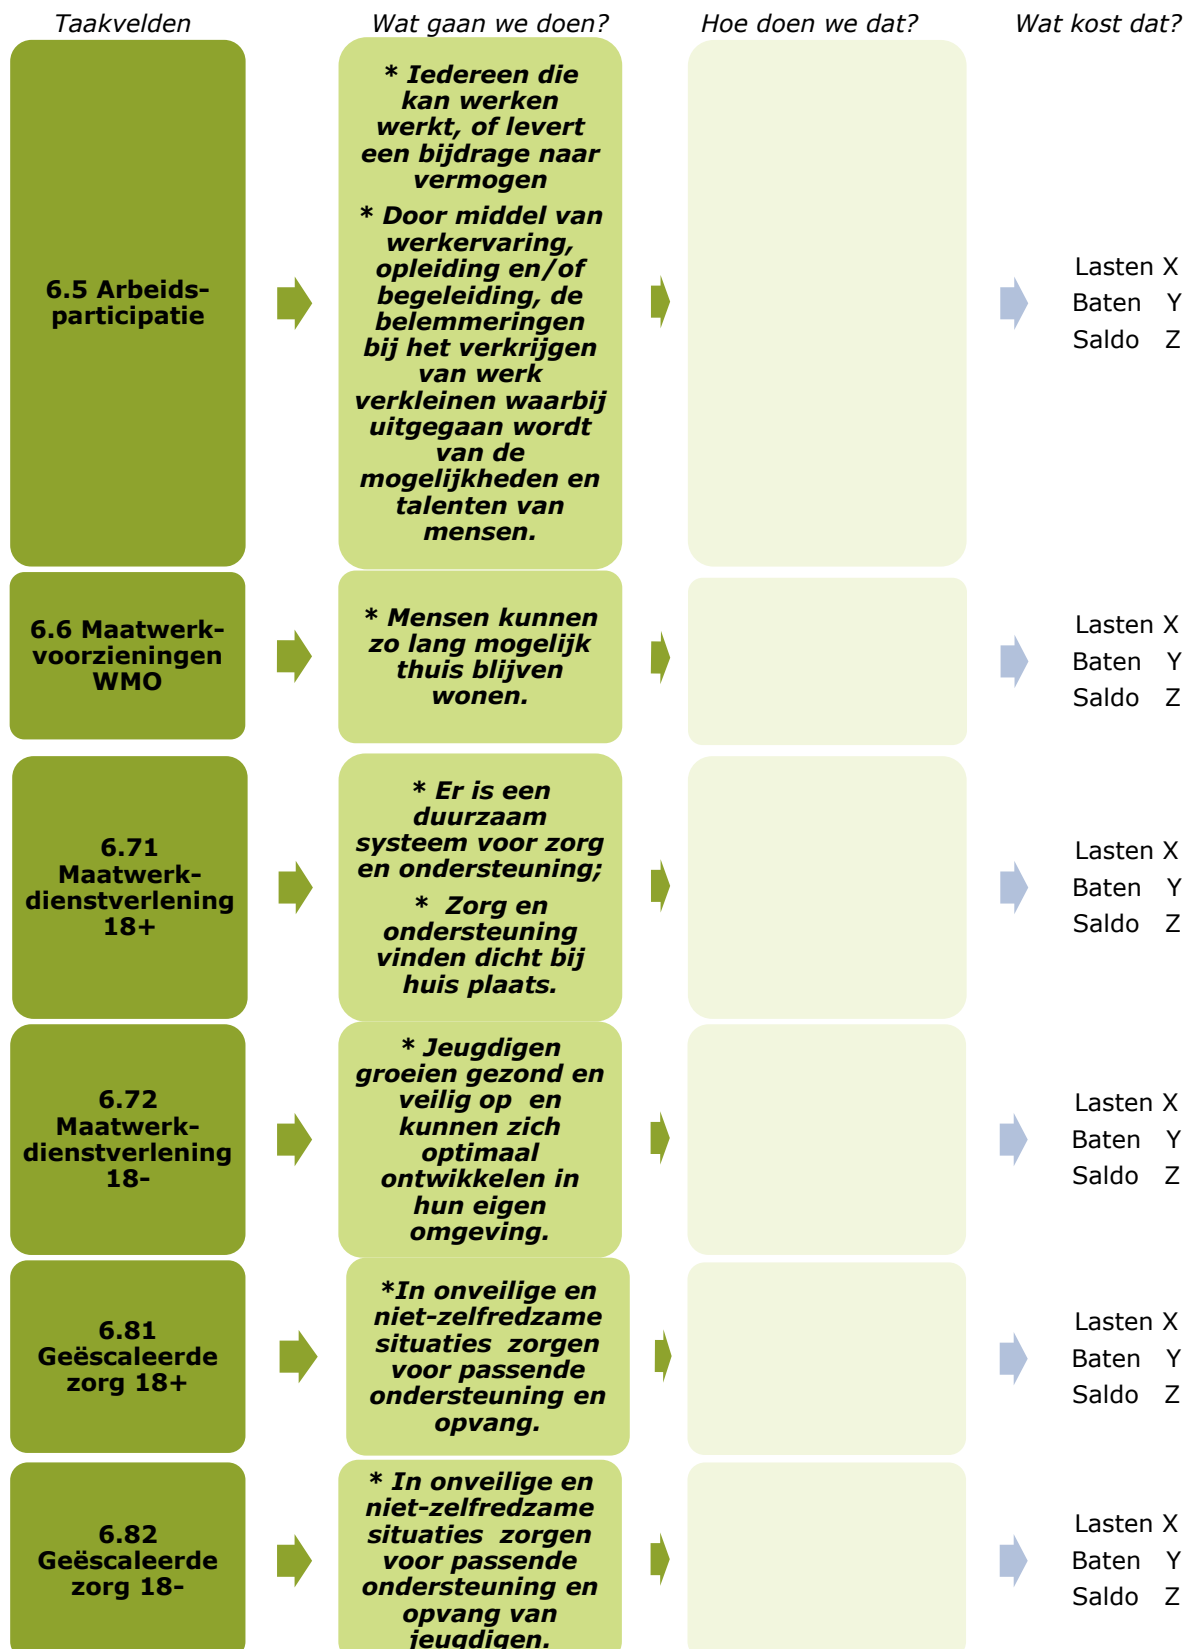 Taakvelden Wat gaan we doen? Hoe doen we dat? Wat kost dat?
6.5 Arbeids-
participatie
* Iedereen die
kan werken
werkt, of levert
een bijdrage naar
vermogen
* Door middel van
werkervaring,
opleiding en/of
begeleiding, de
belemmeringen
bij het verkrijgen
van werk
verkleinen waarbij
uitgegaan wordt
van de
mogelijkheden en
talenten van
mensen.
Lasten X
Baten Y
Saldo Z
6.6 Maatwerk-
voorzieningen
WMO
* Mensen kunnen
zo lang mogelijk
thuis blijven
wonen.
Lasten X
Baten Y
Saldo Z
6.71
Maatwerk-
dienstverlening
18+
* Er is een
duurzaam
systeem voor zorg
en ondersteuning;
* Zorg en
ondersteuning
vinden dicht bij
huis plaats.
Lasten X
Baten Y
Saldo Z
6.72
Maatwerk-
dienstverlening
18-
* Jeugdigen
groeien gezond en
veilig op en
kunnen zich
optimaal
ontwikkelen in
hun eigen
omgeving.
Lasten X
Baten Y
Saldo Z
6.81
Geëscaleerde
zorg 18+
*In onveilige en
niet-zelfredzame
situaties zorgen
voor passende
ondersteuning en
opvang.
Lasten X
Baten Y
Saldo Z
6.82
Geëscaleerde
zorg 18-
* In onveilige en
niet-zelfredzame
situaties zorgen
voor passende
ondersteuning en
opvang van
jeugdigen.
Lasten X
Baten Y
Saldo Z